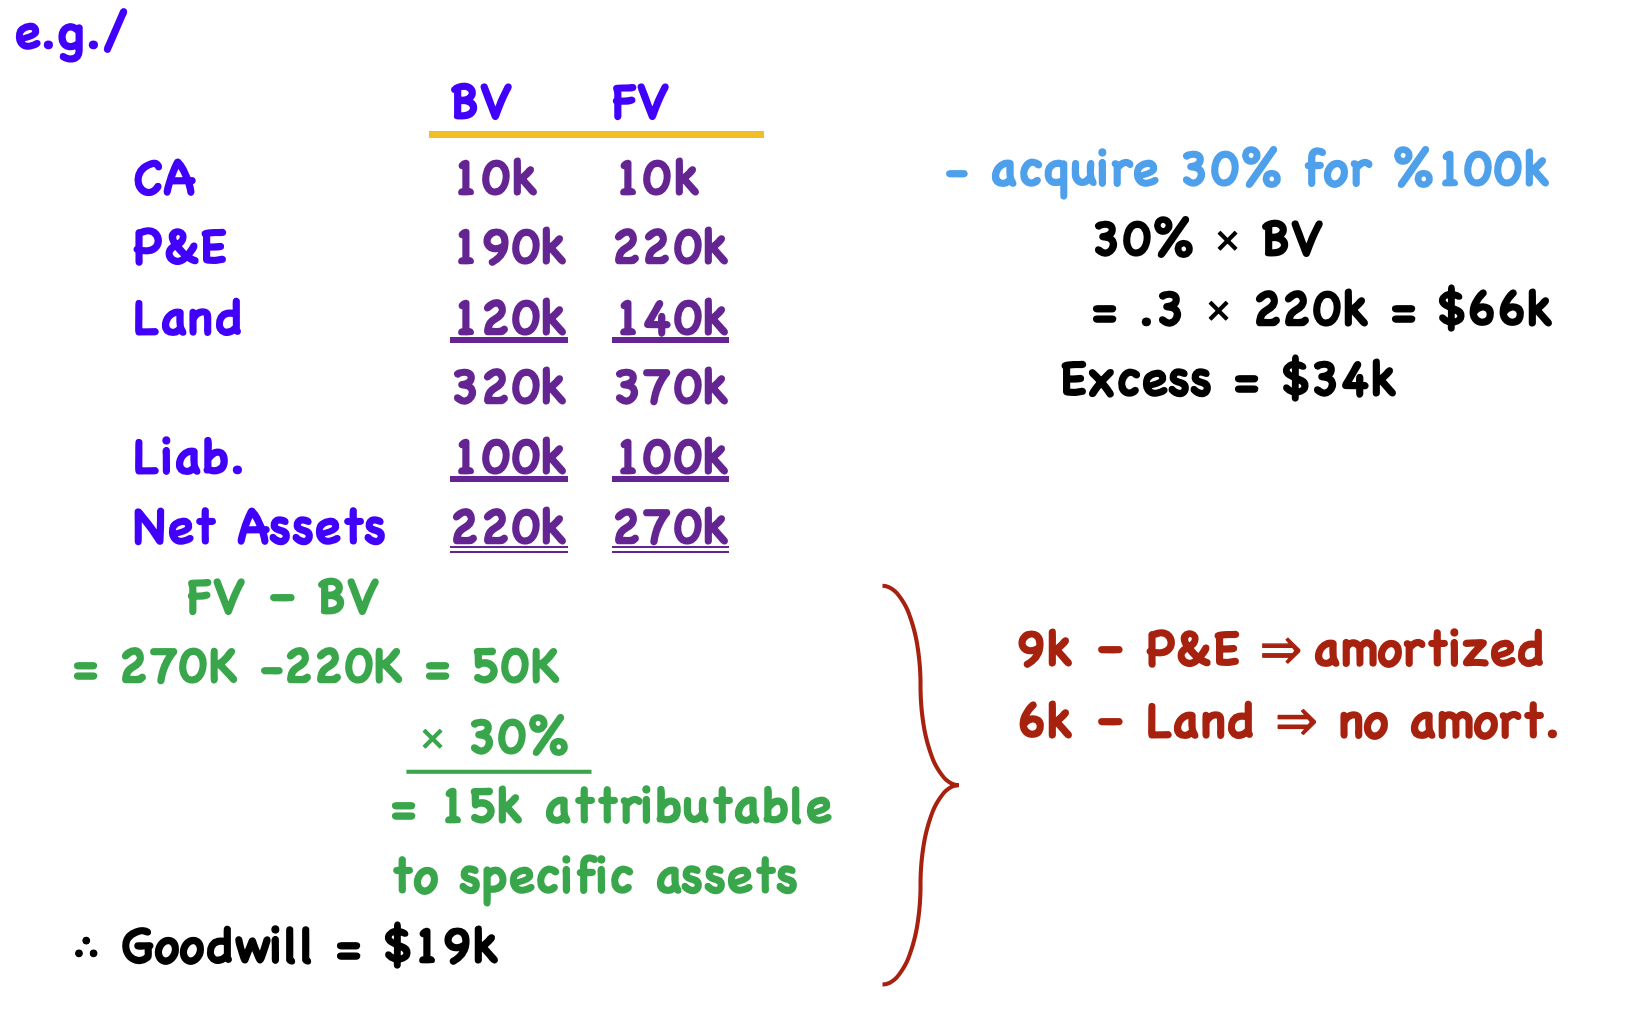 e.g./
BV FV
CA 10k 10k
P&E 190k 220k
Land 120k 140k
320k 370k
Liab. 100k 100k
Net Assets 220k 270k
- acquire 30% for %100k
30% × BV
= .3 × 220k = $66k
Excess = $34k
FV - BV
= 270K -220K = 50K
× 30%
= 15k attributable
to specific assets
∴ Goodwill = $19k
9k - P&E ⇒ amortized
6k - Land ⇒ no amort.